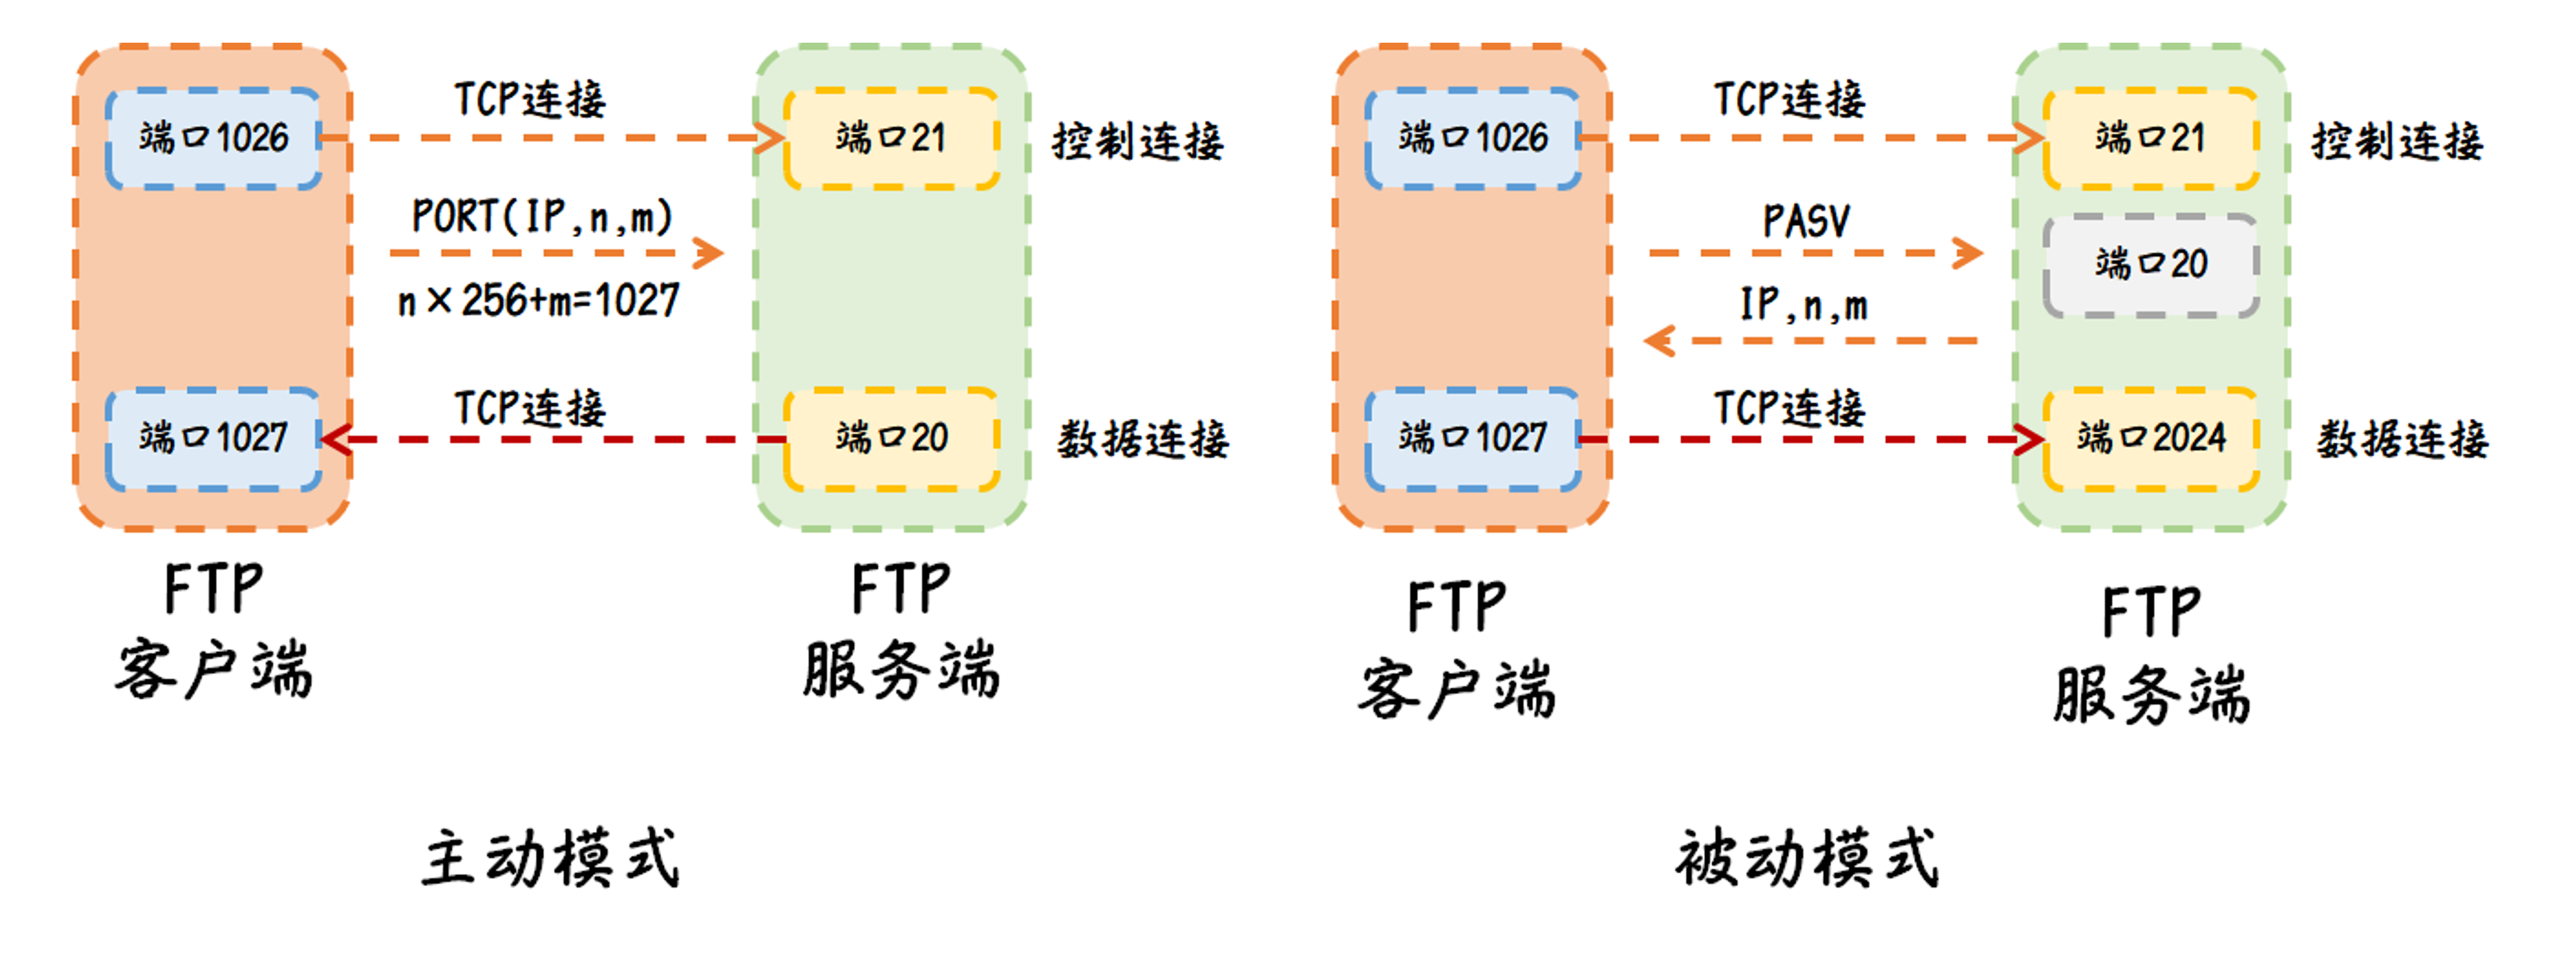 TCP连接
端口1026
端口21
控制连接
PORT(IP,n,m)
n×256+m=1027
TCP连接
端口1027
端口20
数据连接
FTP
客户端
FTP
服务端
主动模式
TCP连接
端口1026
端口21
控制连接
PASV
端口20
IP,n,m
TCP连接
端口1027
端口2024
数据连接
FTP
客户端
FTP
服务端
被动模式